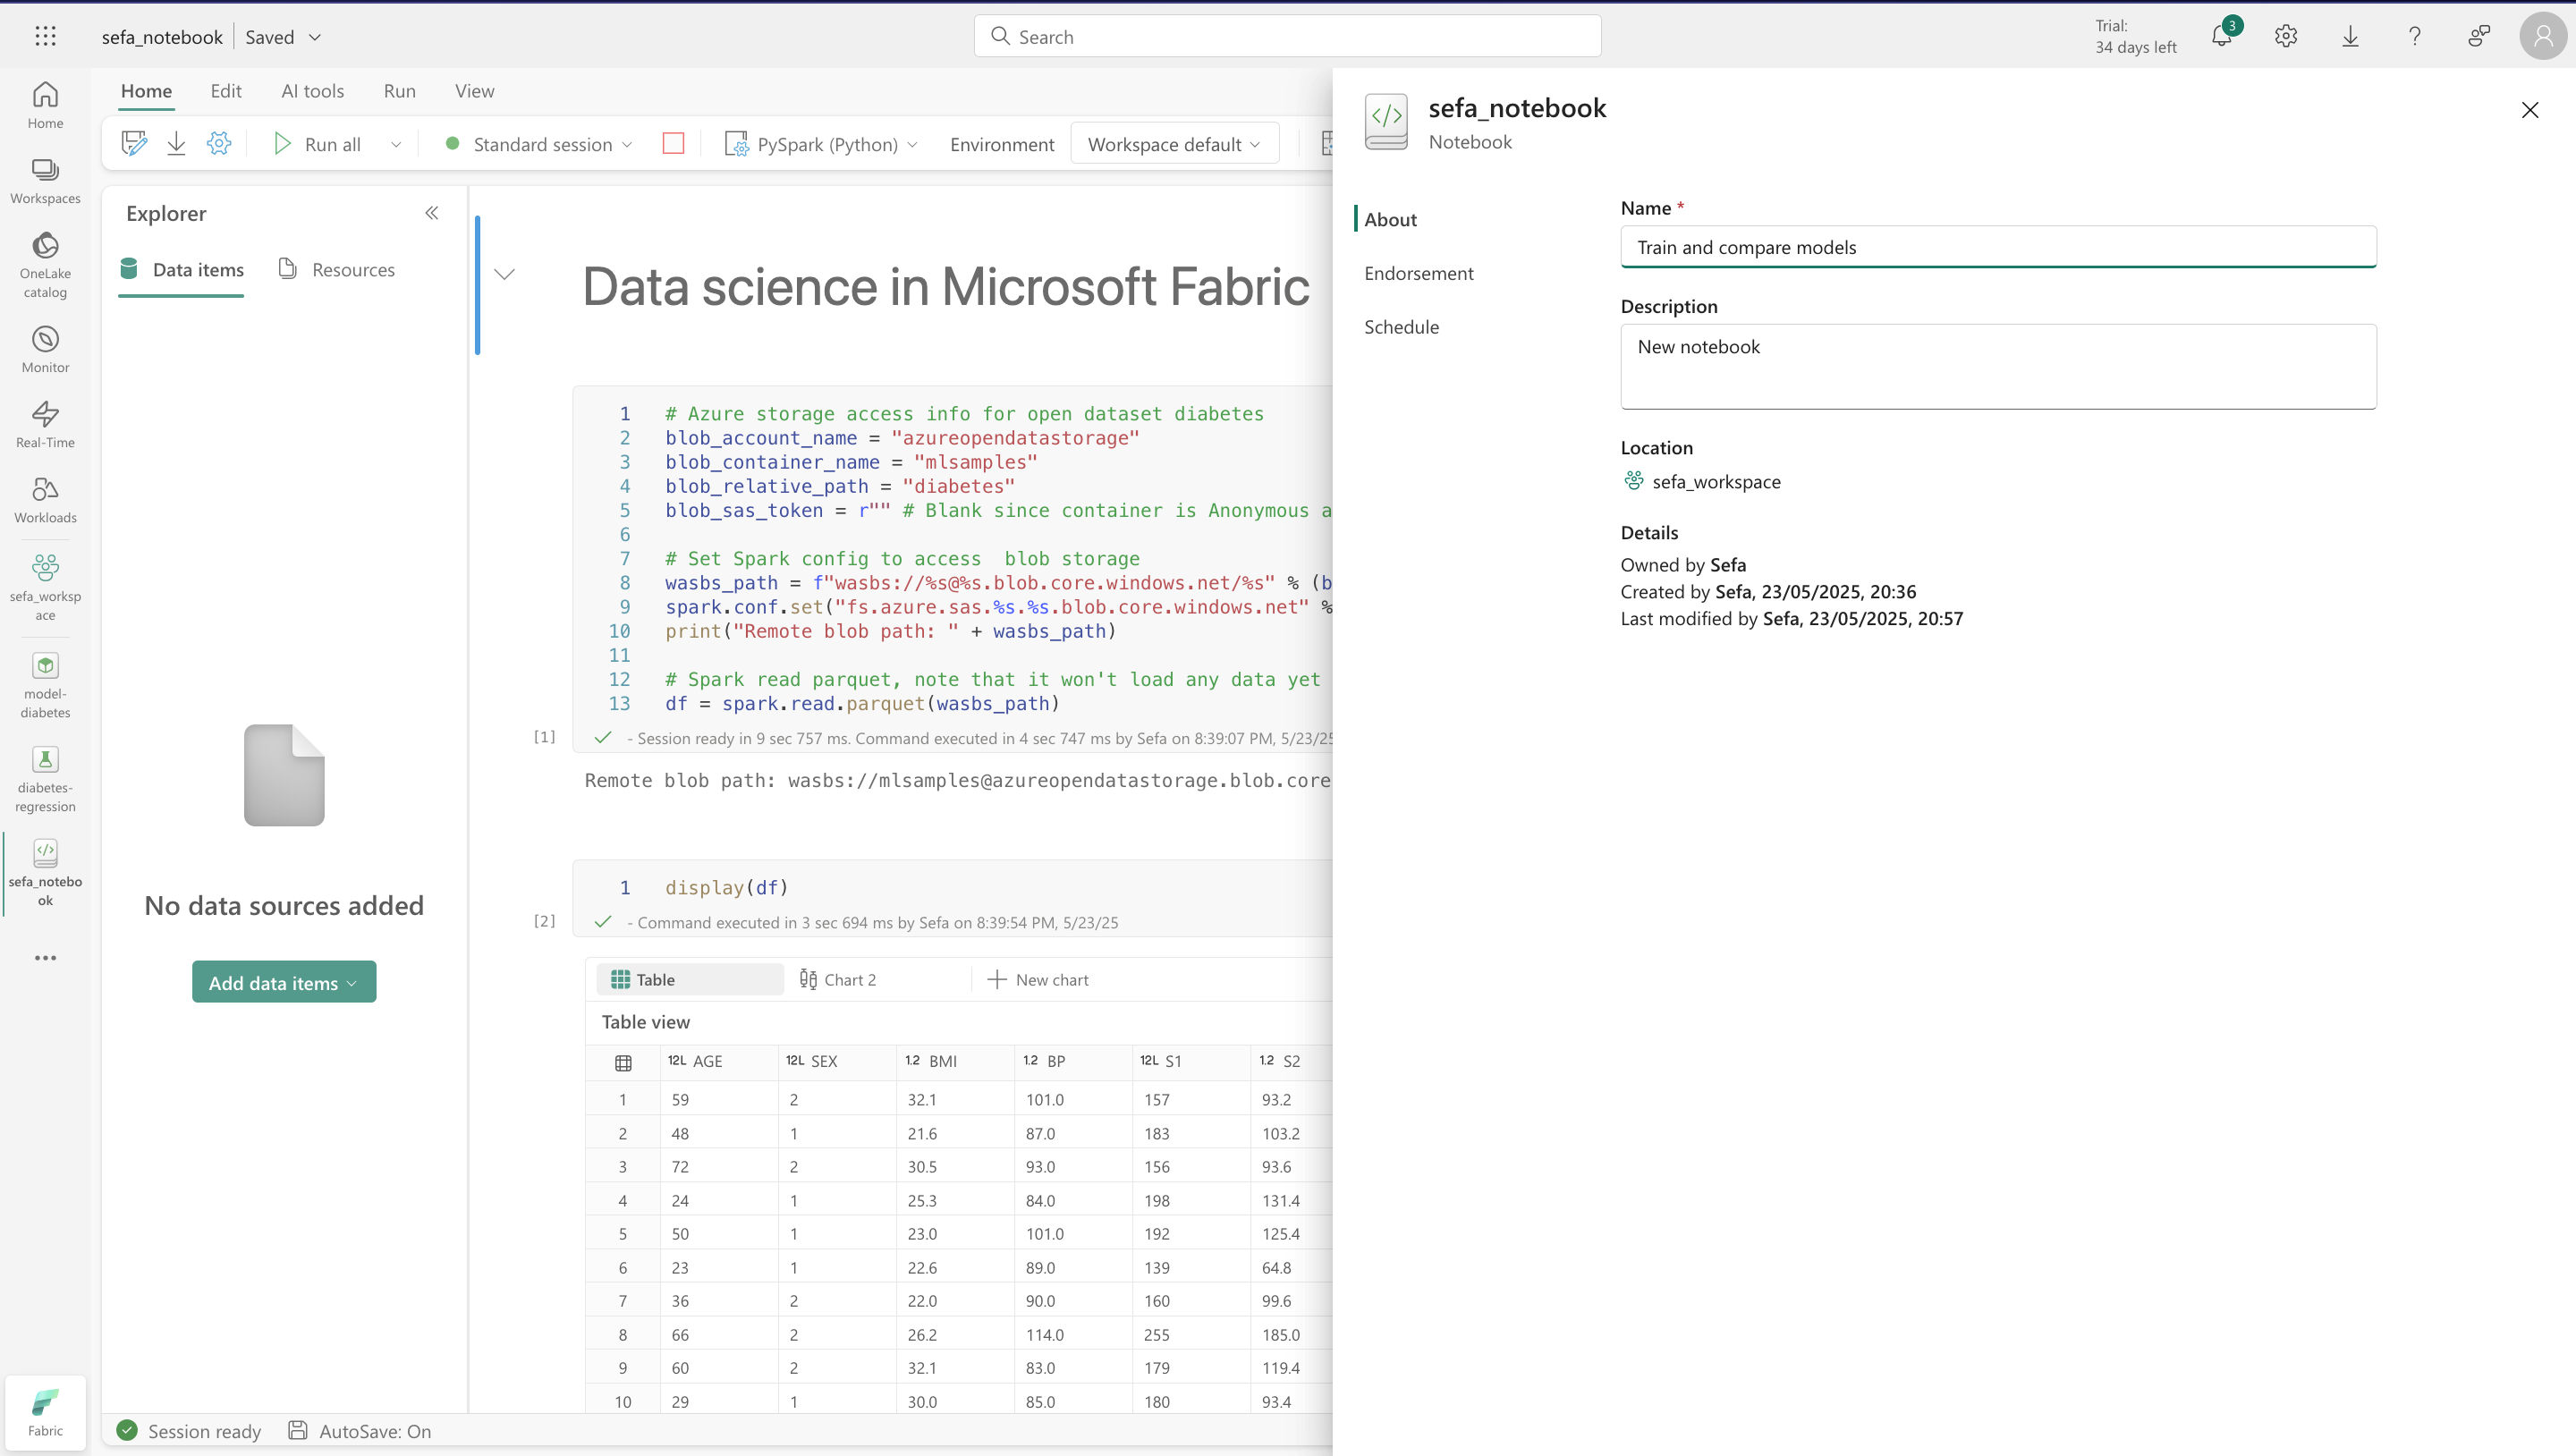 sefa_notebook
Saved
Search
Trial:
34 days left
3
Home
Workspaces
OneLake
catalog
Monitor
Real-Time
Workloads
sefa_worksp
ace
model-
diabetes
diabetes-
regression
sefa_notebo
ok
Fabric
Home Edit AI tools Run View
Run all
Standard session
PySpark (Python)
Environment
Workspace default
Explorer
Data items
Resources
No data sources added
Add data items
Data science in Microsoft Fabric
1 # Azure storage access info for open dataset diabetes
2 blob_account_name = "azureopendatastorage"
3 blob_container_name = "mlsamples"
4 blob_relative_path = "diabetes"
5 blob_sas_token = r"" # Blank since container is Anonymous a
6
7 # Set Spark config to access  blob storage
8 wasbs_path = f"wasbs://%s@%s.blob.core.windows.net/%s" % (b
9 spark.conf.set("fs.azure.sas.%s.%s.blob.core.windows.net" %
10 print("Remote blob path: " + wasbs_path)
11
12 # Spark read parquet, note that it won't load any data yet
13 df = spark.read.parquet(wasbs_path)
[1] - Session ready in 9 sec 757 ms. Command executed in 4 sec 747 ms by Sefa on 8:39:07 PM, 5/23/25
Remote blob path: wasbs://mlsamples@azureopendatastorage.blob.core
1 display(df)
[2] - Command executed in 3 sec 694 ms by Sefa on 8:39:54 PM, 5/23/25
Table Chart 2 New chart
Table view
12L AGE 12L SEX 1.2 BMI 1.2 BP 12L S1 1.2 S2
1 59 2 32.1 101.0 157 93.2
2 48 1 21.6 87.0 183 103.2
3 72 2 30.5 93.0 156 93.6
4 24 1 25.3 84.0 198 131.4
5 50 1 23.0 101.0 192 125.4
6 23 1 22.6 89.0 139 64.8
7 36 2 22.0 90.0 160 99.6
8 66 2 26.2 114.0 255 185.0
9 60 2 32.1 83.0 179 119.4
10 29 1 30.0 85.0 180 93.4
Session ready
AutoSave: On
sefa_notebook
Notebook
About
Endorsement
Schedule
Name *
Train and compare models
Description
New notebook
Location
sefa_workspace
Details
Owned by Sefa
Created by Sefa, 23/05/2025, 20:36
Last modified by Sefa, 23/05/2025, 20:57